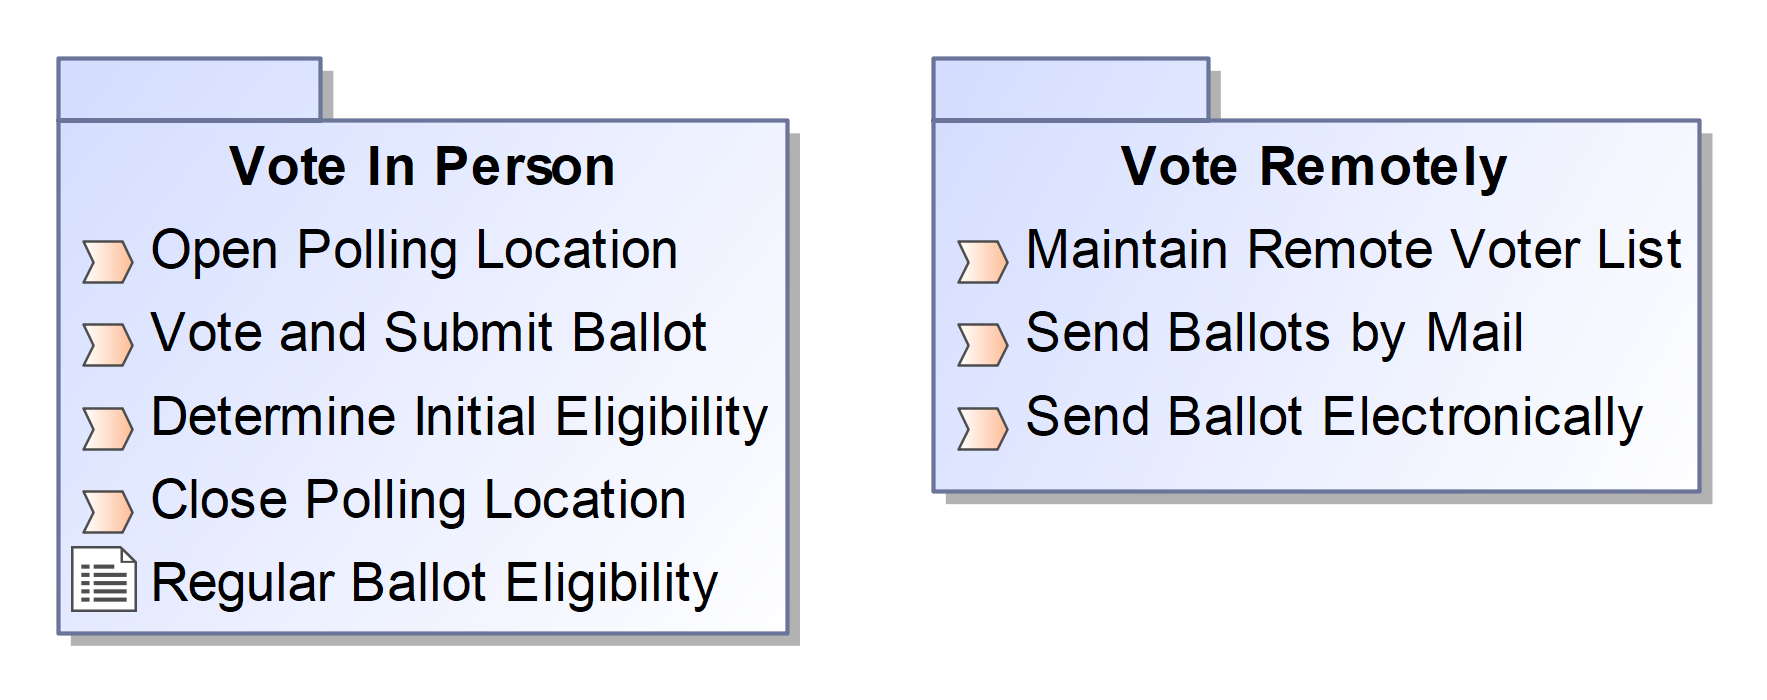 Vote In Person
Open Polling Location
Vote and Submit Ballot
Determine Initial Eligibility
Close Polling Location
Regular Ballot Eligibility
Vote Remotely
Maintain Remote Voter List
Send Ballots by Mail
Send Ballot Electronically